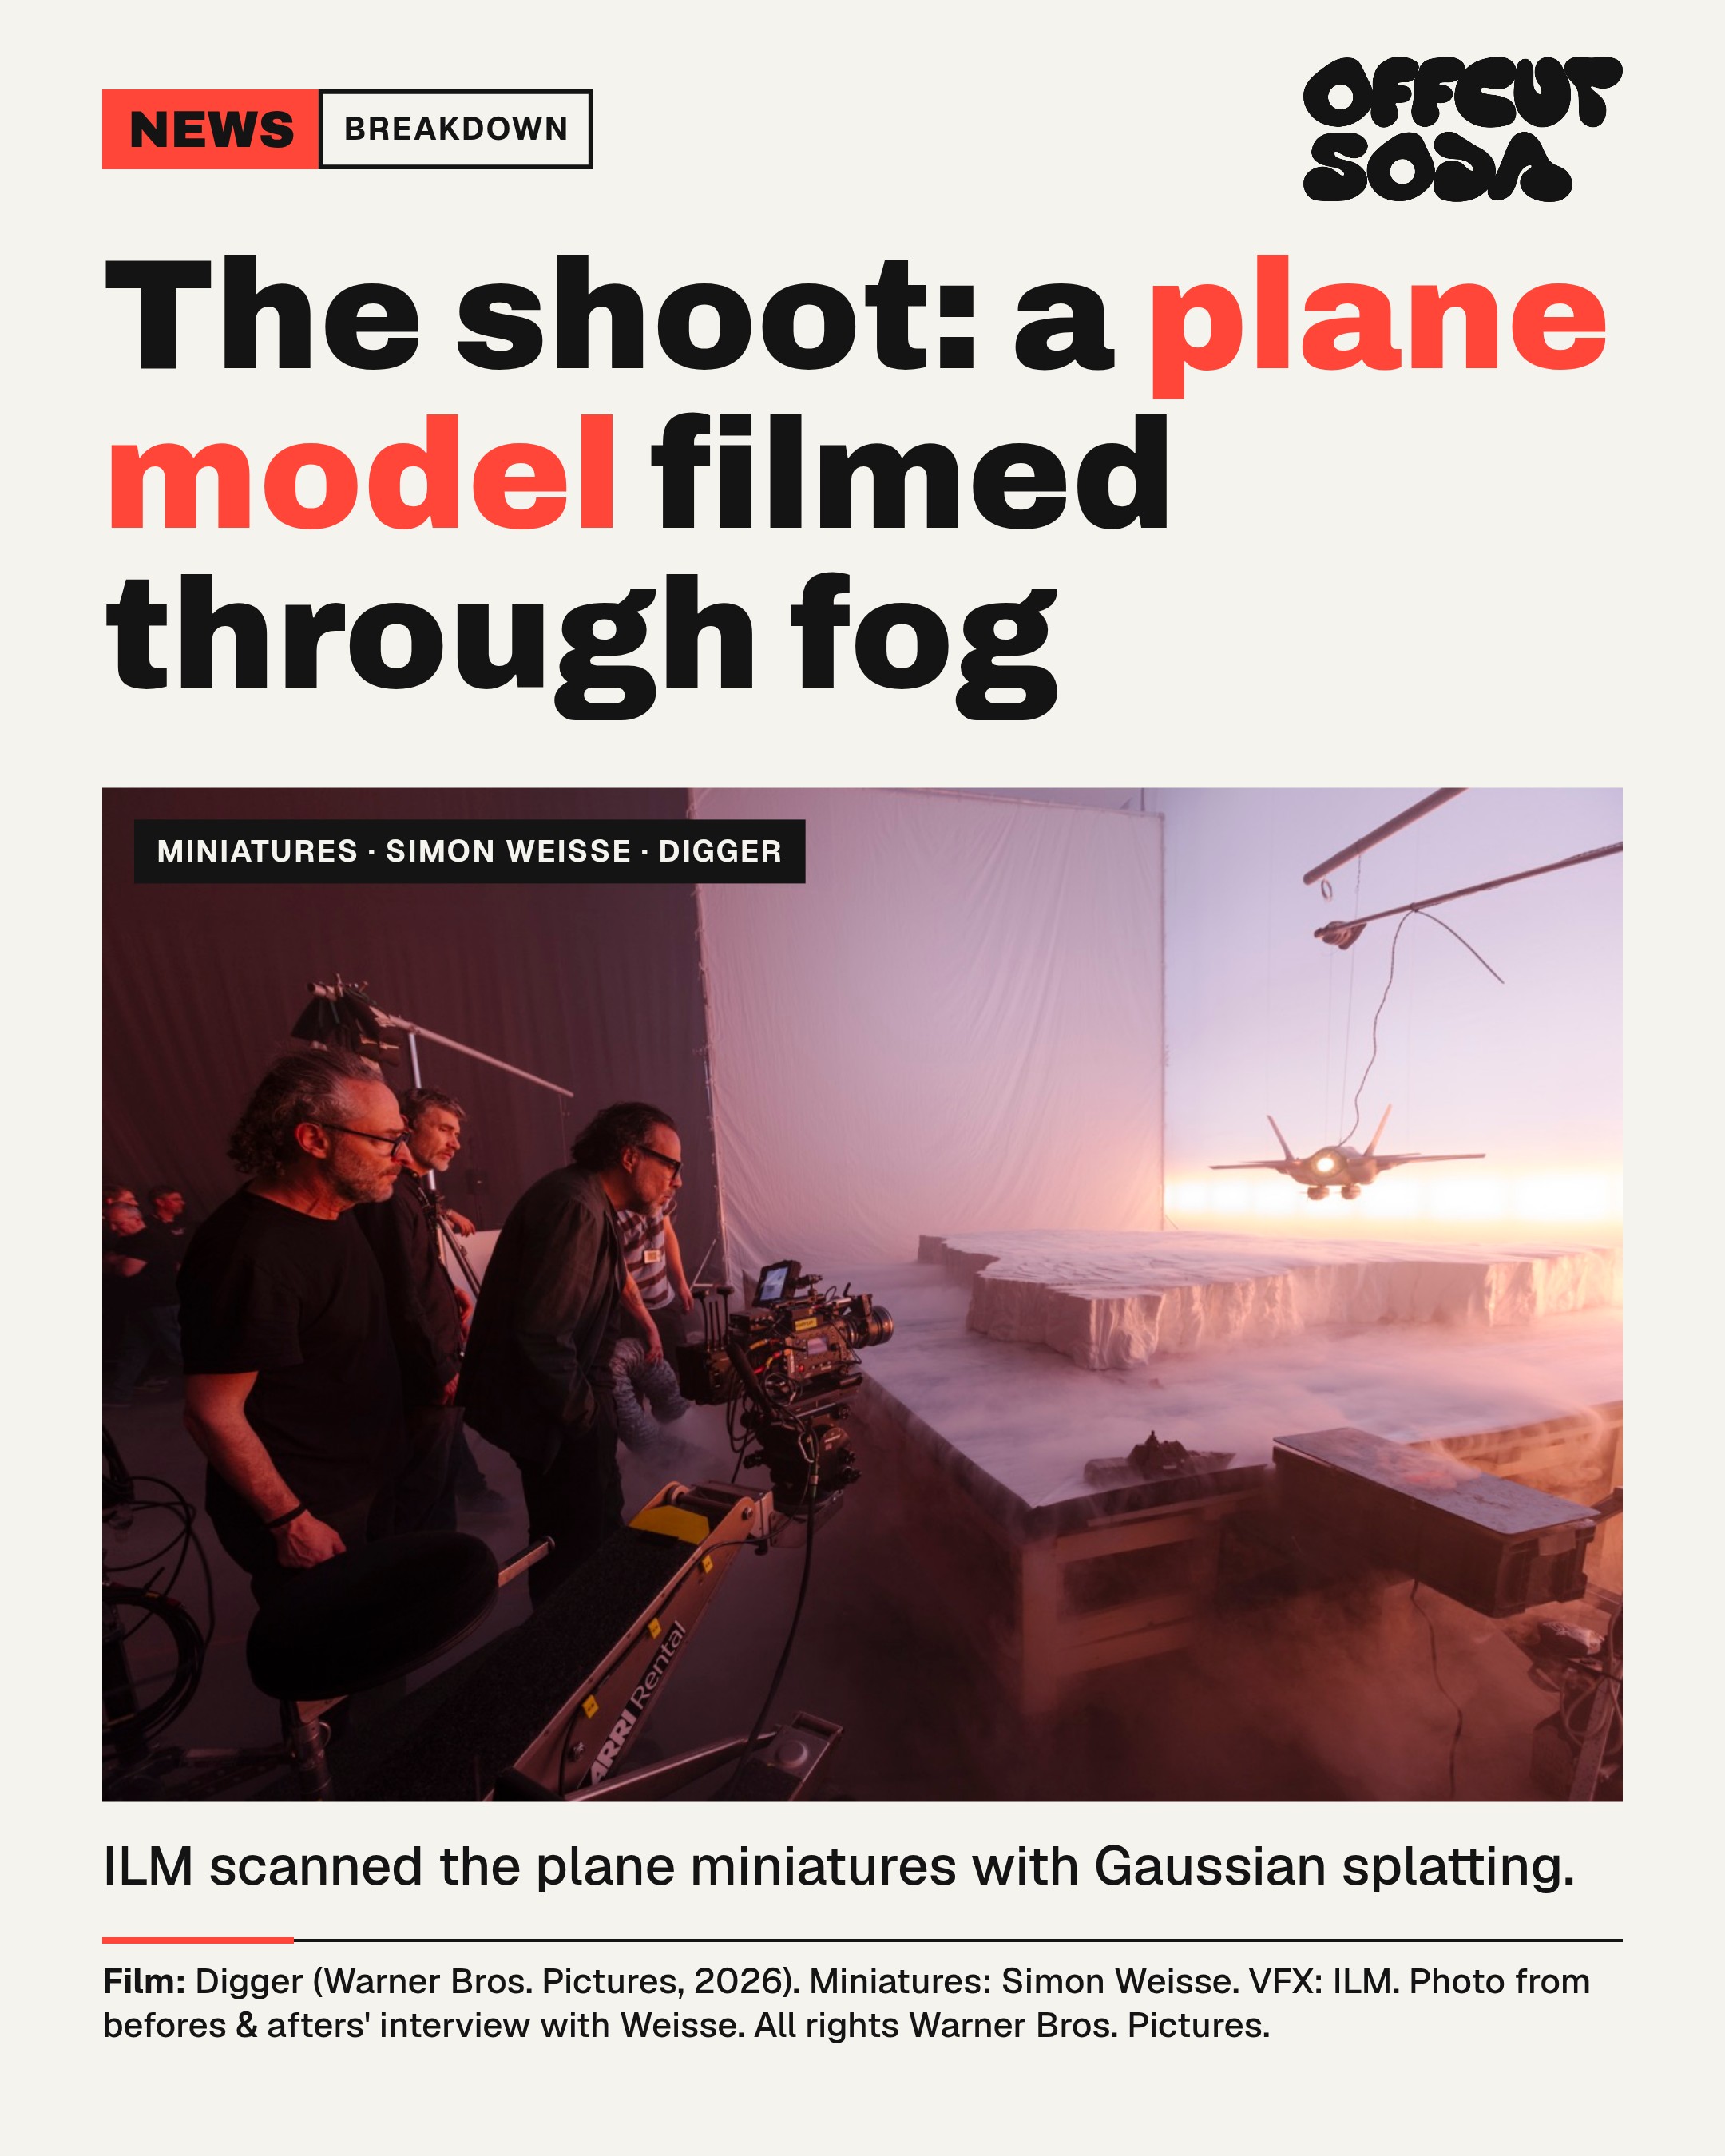 NEWS BREAKDOWN
OFFCUT
SODA
The shoot: a plane
model filmed
through fog
MINIATURES · SIMON WEISSE · DIGGER
ARRI Rental
ILM scanned the plane miniatures with Gaussian splatting.
Film: Digger (Warner Bros. Pictures, 2026). Miniatures: Simon Weisse. VFX: ILM. Photo from
befores & afters' interview with Weisse. All rights Warner Bros. Pictures.